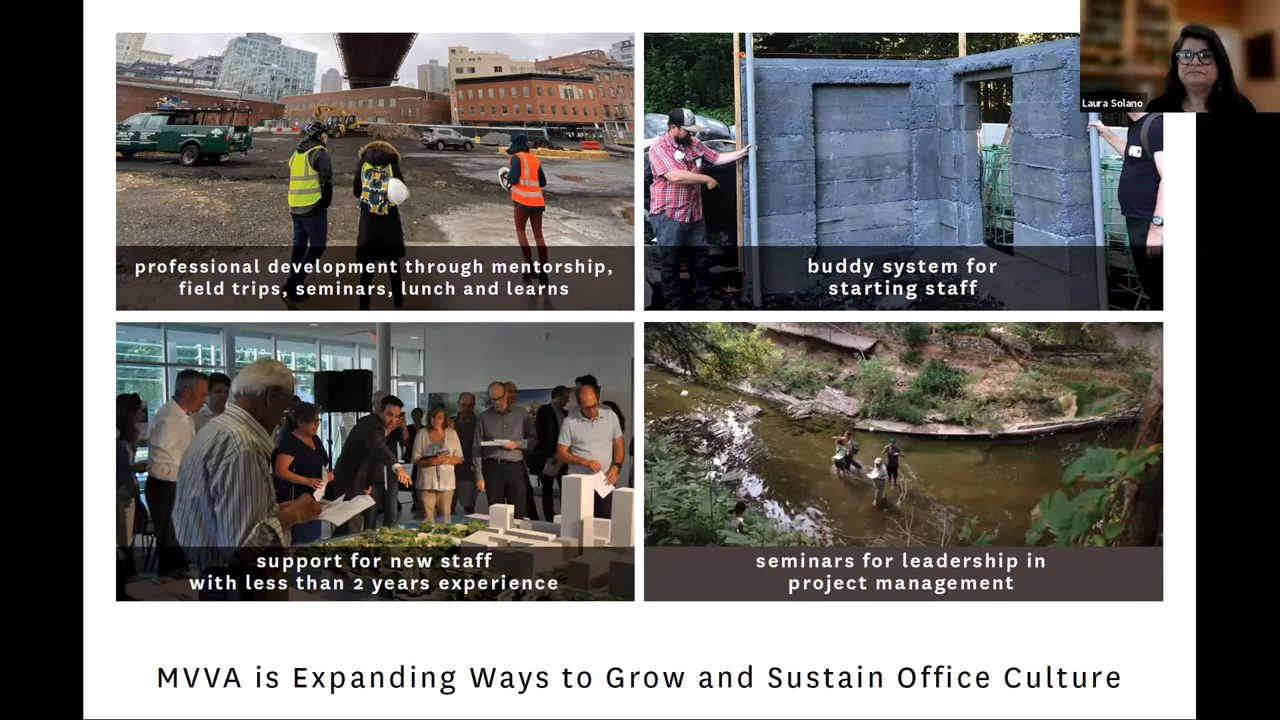 Laura Solano
professional development through mentorship,
field trips, seminars, lunch and learns
buddy system for
starting staff
support for new staff
with less than 2 years experience
seminars for leadership in
project management
MVVA is Expanding Ways to Grow and Sustain Office Culture